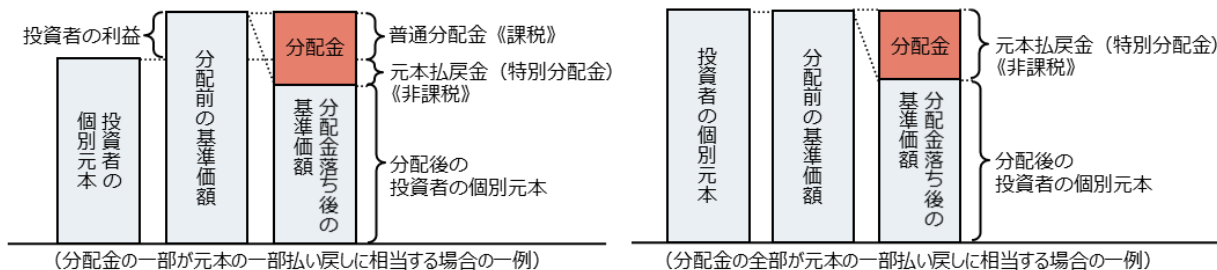 投資者の利益
投資者の
個別元本
分配前の基準価額
分配金
分配金落ち後の
基準価額
普通分配金《課税》
元本払戻金（特別分配金）
《非課税》
分配後の
投資者の個別元本
（分配金の一部が元本の一部払い戻しに相当する場合の一例）
投資者の個別元本
分配前の基準価額
分配金
分配金落ち後の
基準価額
元本払戻金（特別分配金）
《非課税》
分配後の
投資者の個別元本
（分配金の全部が元本の一部払い戻しに相当する場合の一例）